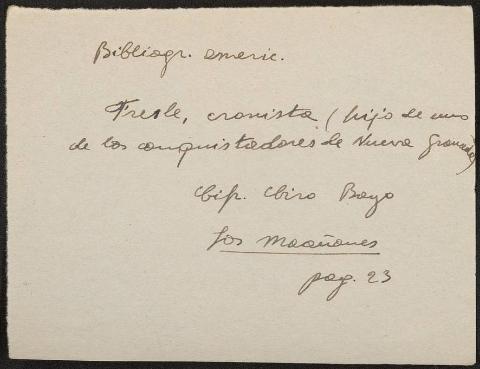 Bibliogr. americ.
Fresle, cronista (hijo de uno
de los conquistadores de Nueva Granada)
Ciro Bayo
Los Marañones
pag. 23